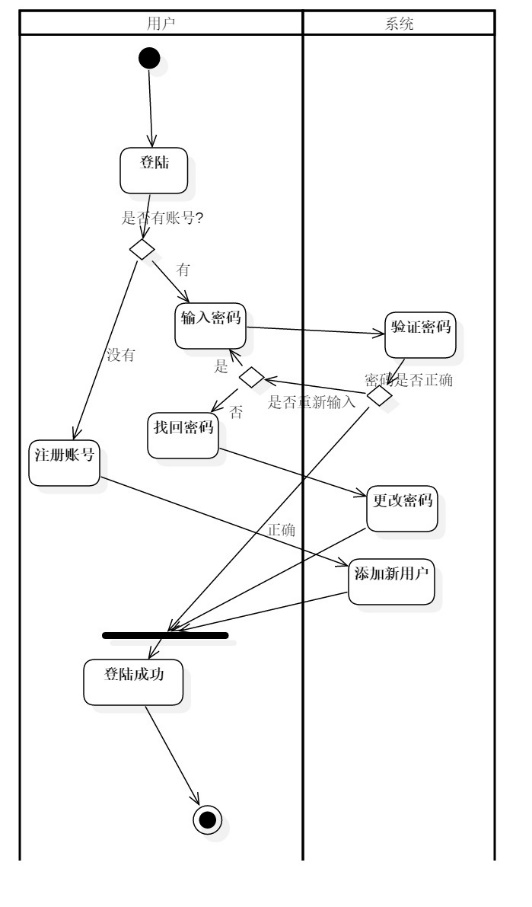 用户
系统
登陆
是否有账号?
有
输入密码
验证密码
没有
是
密码是否正确
是否重新输入
否
找回密码
注册账号
更改密码
正确
添加新用户
登陆成功